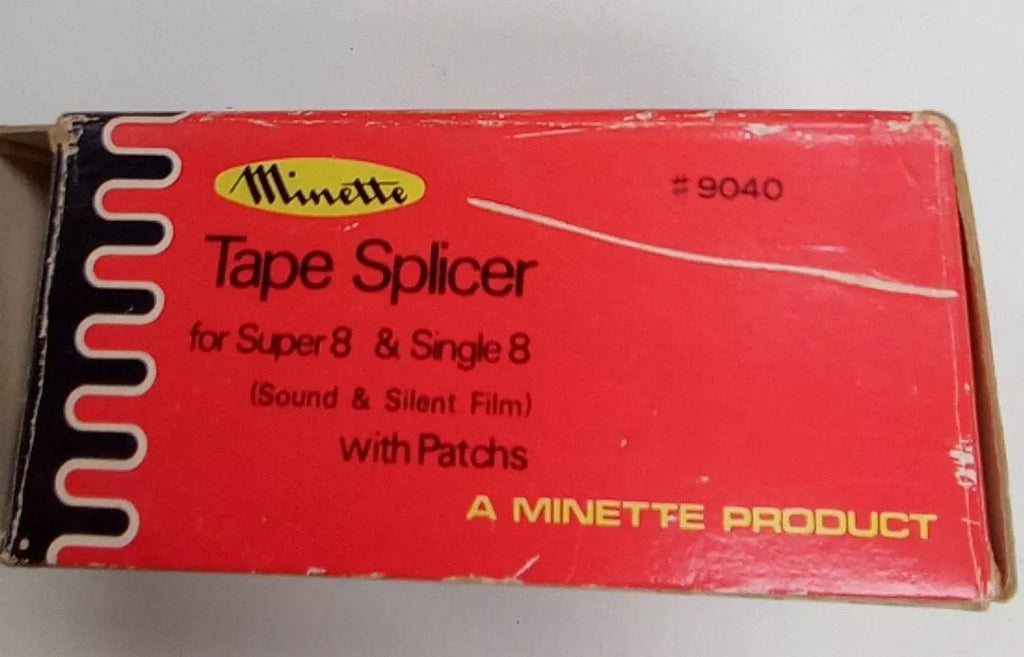 Minette
# 9040
Tape Splicer
for Super 8 & Single 8
(Sound & Silent Film)
with Patchs
A MINETTE PRODUCT